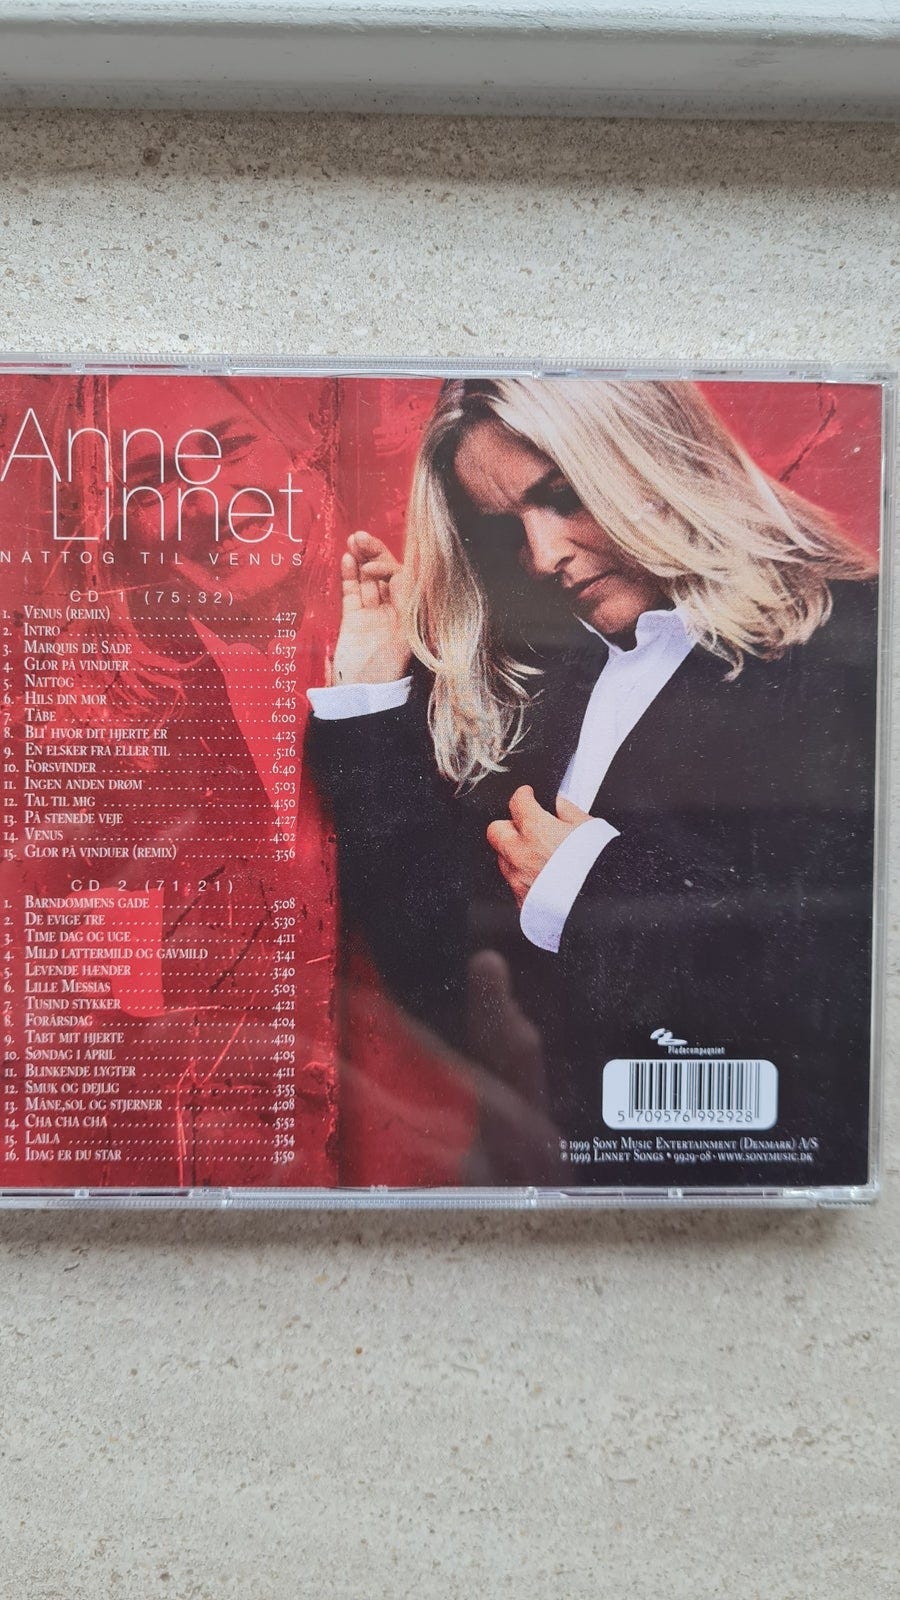 Anne
Linnet
NATTOG TIL VENUS
CD 1 (75:32)
1. VENUS (REMIX) 4:27
2. INTRO 1:19
3. MARQUIS DE SADE 6:37
4. GLOR PÅ VINDUER 6:56
5. NATTOG 6:37
6. HILS DIN MOR 4:45
7. TÅBE 6:00
8. BLI' HVOR DIT HJERTE ER 4:25
9. EN ELSKER FRA ELLER TIL 5:16
10. FORSVINDER 6:40
11. INGEN ANDEN DRØM 5:03
12. TAL TIL MIG 4:50
13. PÅ STENEDE VEJE 4:27
14. VENUS 4:02
15. GLOR PÅ VINDUER (REMIX) 3:56
CD 2 (71:21)
1. BARNDOMMENS GADE 5:08
2. DE EVIGE TRE 5:30
3. TIME DAG OG UGE 4:11
4. MILD LATTERMILD OG GAVMILD 3:41
5. LEVENDE HÆNDER 3:40
6. LILLE MESSIAS 5:03
7. TUSIND STYKKER 4:21
8. FORÅRSDAG 4:04
9. TABT MIT HJERTE 4:19
10. SØNDAG I APRIL 4:05
11. BLINKENDE LYGTER 4:11
12. SMUK OG DEJLIG 3:55
13. MÅNE,SOL OG STJERNER 4:08
14. CHA CHA CHA 5:52
15. LAILA 3:54
16. IDAG ER DU STAR 3:50
Pladecompagniet
5 709576 992928
© 1999 SONY MUSIC ENTERTAINMENT (DENMARK) A/S
℗ 1999 LINNET SONGS • 9929-08 · WWW.SONYMUSIC.DK